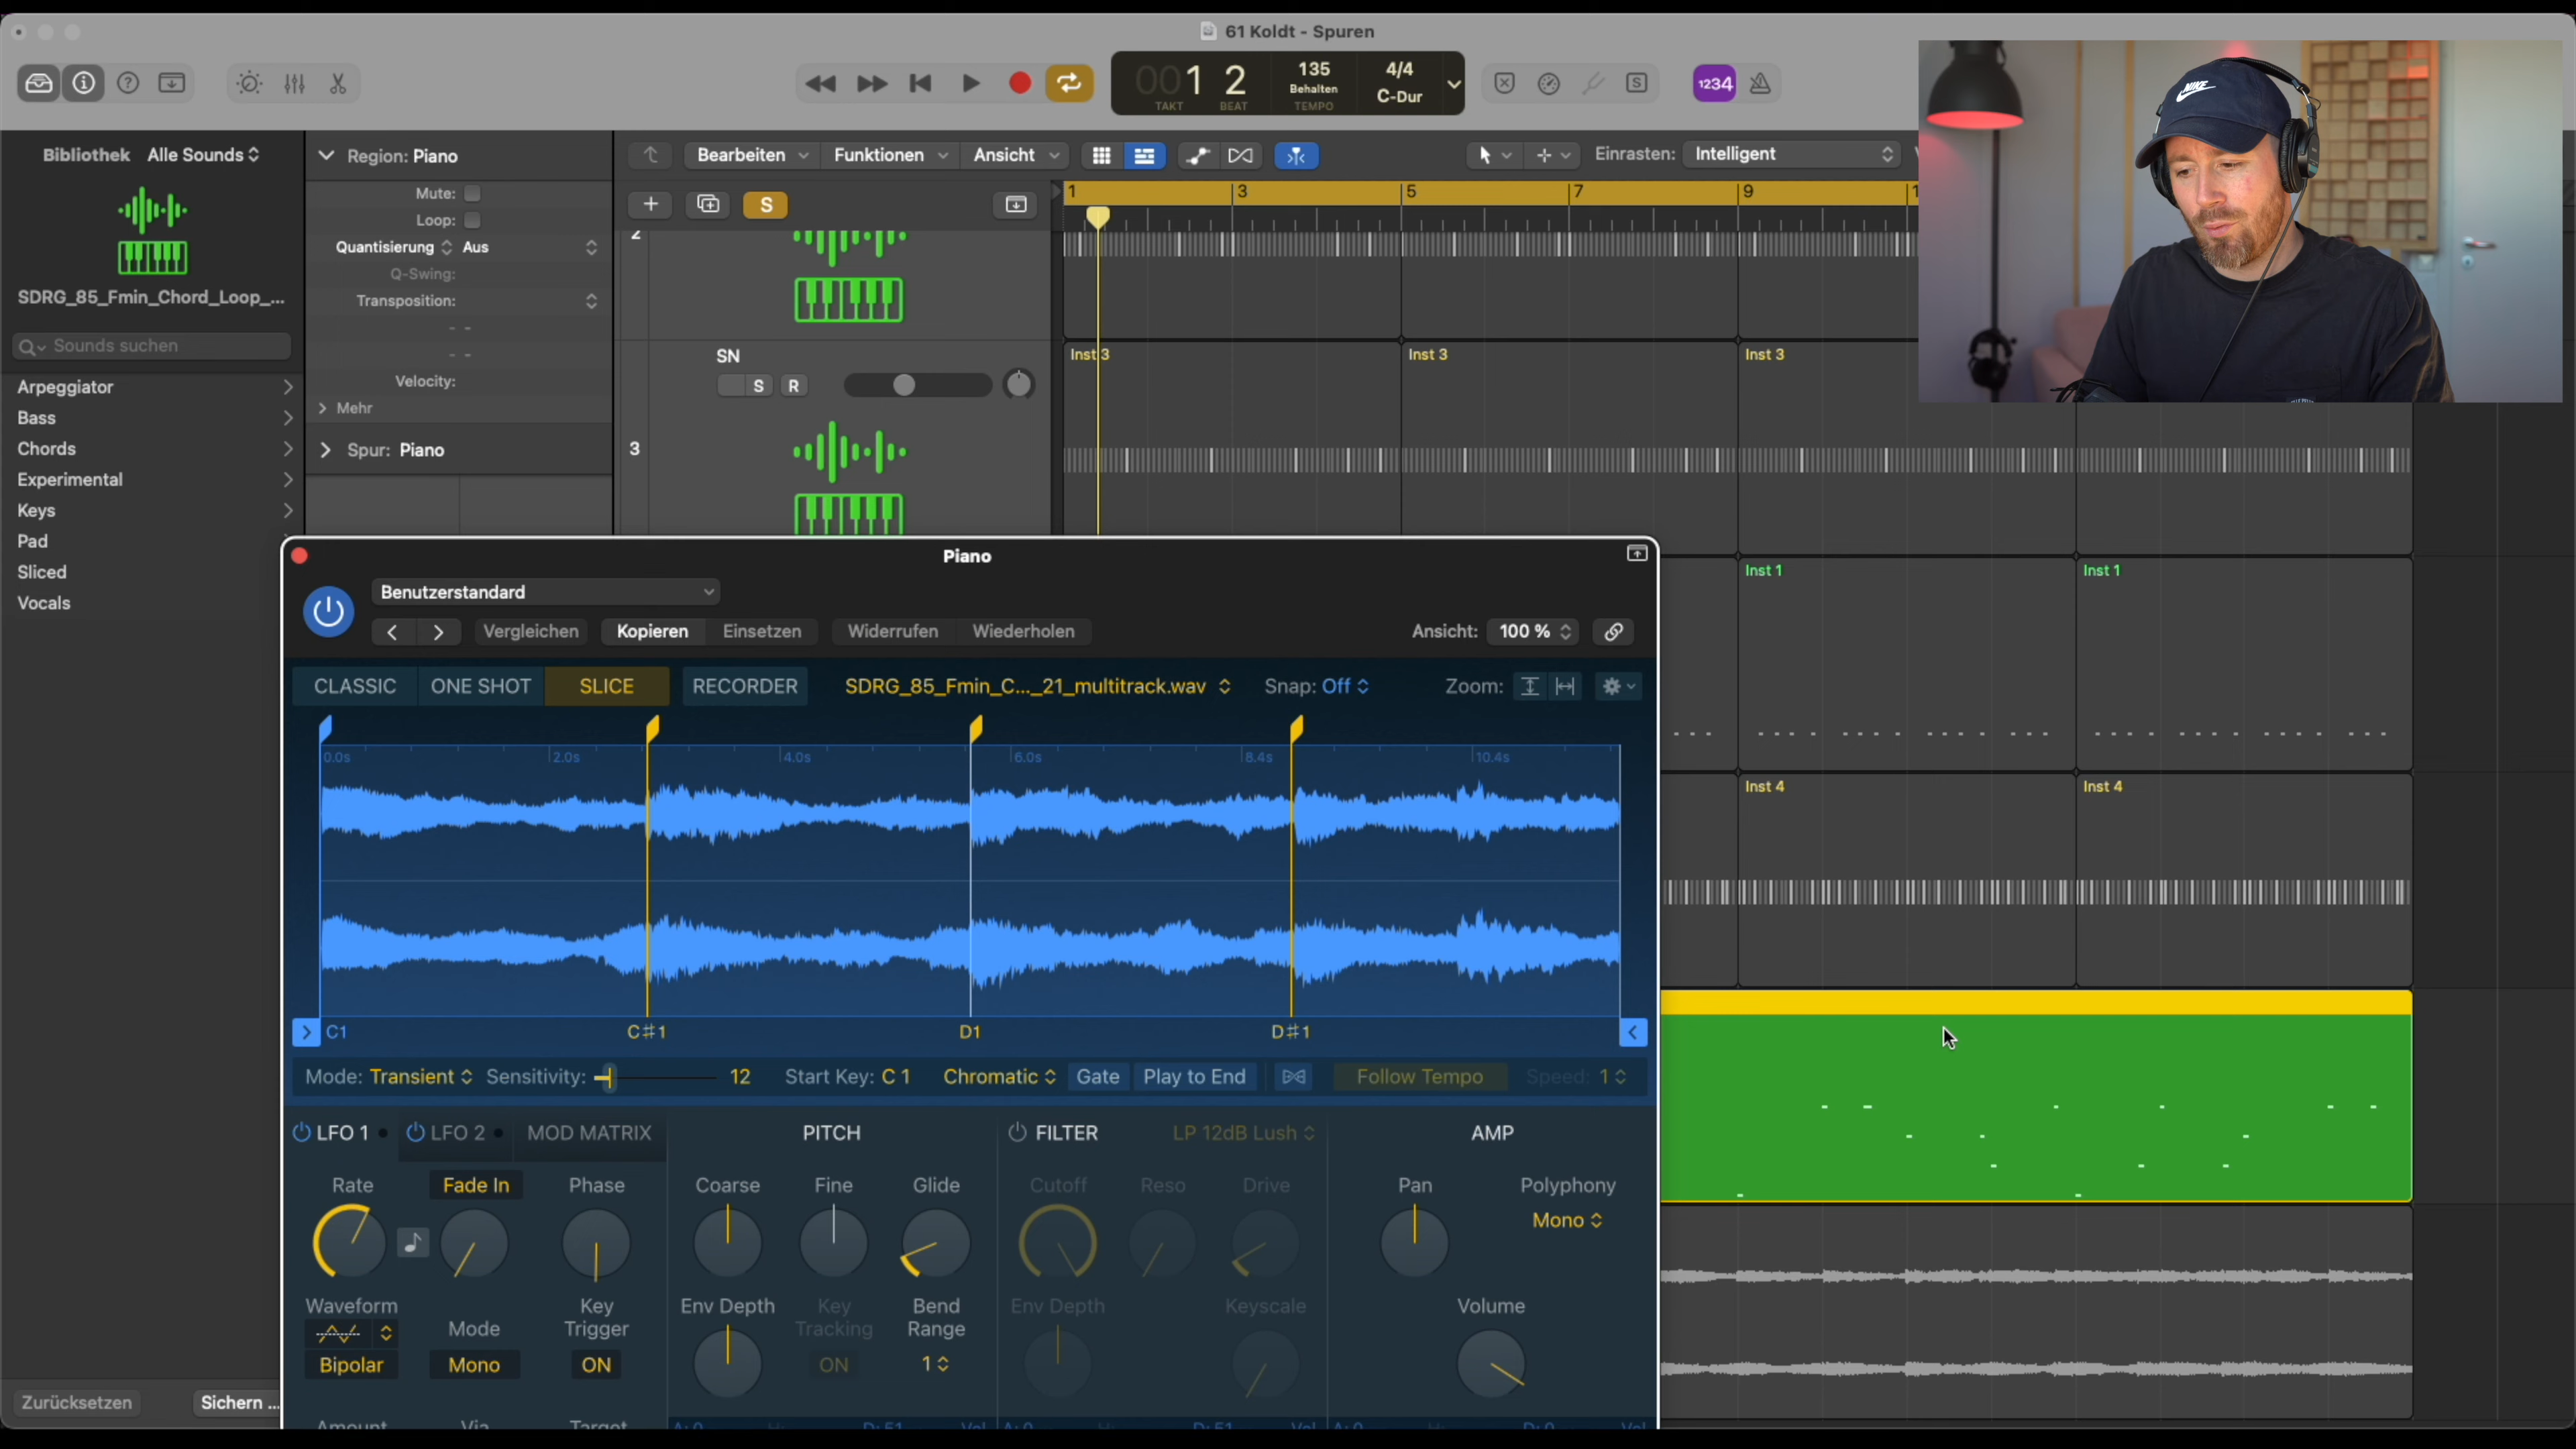 61 Koldt - Spuren
001 2
TAKT BEAT
135
Behalten
TEMPO
4/4
C-Dur
S
1234
Bibliothek Alle Sounds
Region: Piano
Bearbeiten Funktionen Ansicht
Einrasten: Intelligent
Mute:
Loop:
Quantisierung Aus
Q-Swing:
Transposition:
- -
- -
Velocity:
Mehr
Spur: Piano
S
1 3 5 7 9
2
SDRG_85_Fmin_Chord_Loop_...
Sounds suchen
Arpeggiator
Bass
Chords
Experimental
Keys
Pad
Sliced
Vocals
SN
S R
3
Inst 3 Inst 3 Inst 3
Inst 1 Inst 1
Inst 4 Inst 4
Piano
Benutzerstandard
Vergleichen Kopieren Einsetzen Widerrufen Wiederholen
Ansicht: 100 %
CLASSIC ONE SHOT SLICE RECORDER SDRG_85_Fmin_C..._21_multitrack.wav Snap: Off Zoom:
0.0s 2.0s 4.0s 6.0s 8.4s 10.4s
C1 C♯1 D1 D♯1
Mode: Transient Sensitivity: 12 Start Key: C 1 Chromatic Gate Play to End Follow Tempo Speed: 1
LFO 1 LFO 2 MOD MATRIX PITCH FILTER LP 12dB Lush AMP
Rate Fade In Phase Coarse Fine Glide Cutoff Reso Drive Pan Polyphony
Mono
Waveform
Bipolar
Mode
Mono
Key
Trigger
ON
Env Depth
Key
Tracking
ON
Bend
Range
1
Env Depth Keyscale Volume
Zurücksetzen Sichern ...
Amount Via Target